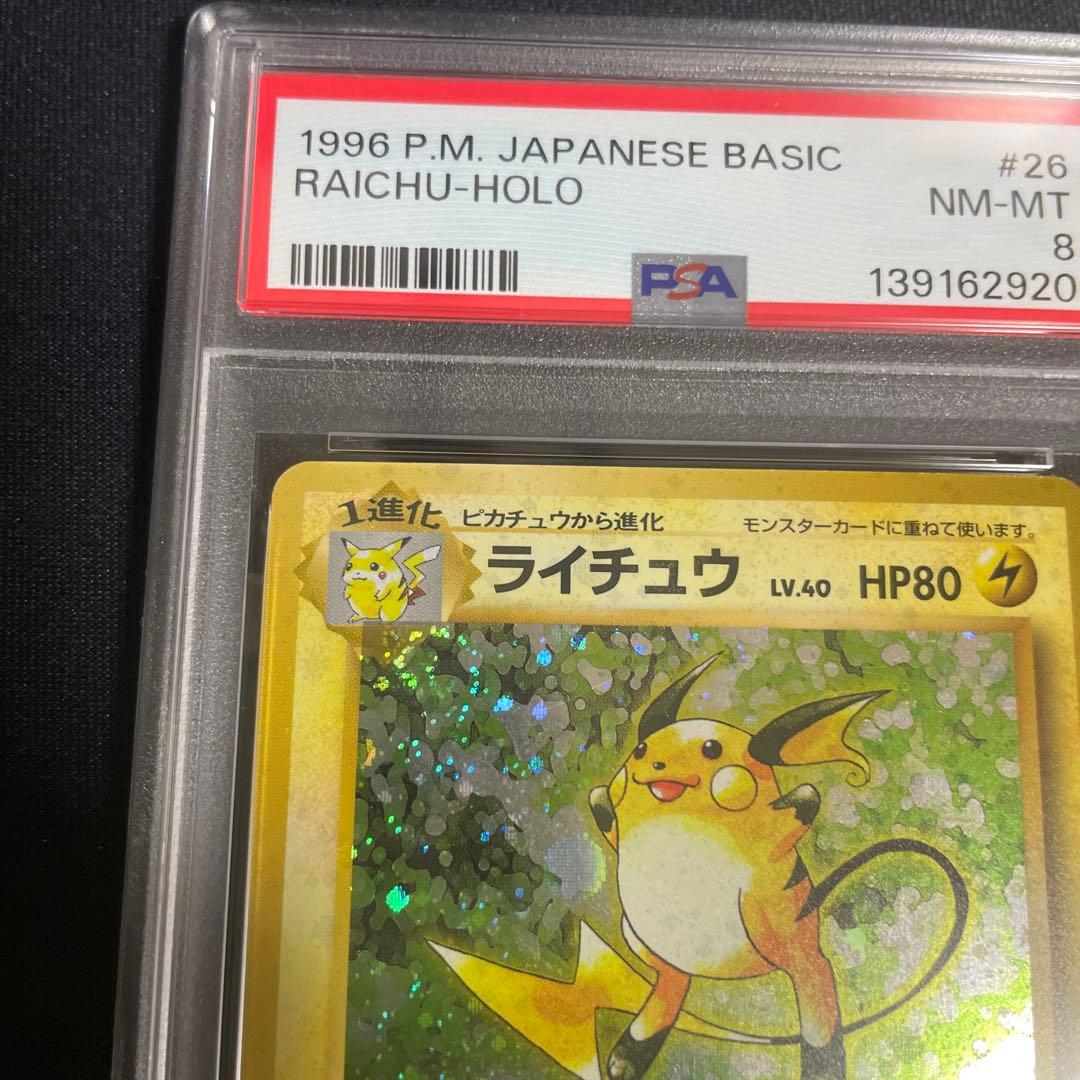 1996 P.M. JAPANESE BASIC #26
RAICHU-HOLO NM-MT
8
PSA 139162920
1進化 ピカチュウから進化 モンスターカードに重ねて使います。
ライチュウ LV.40 HP80